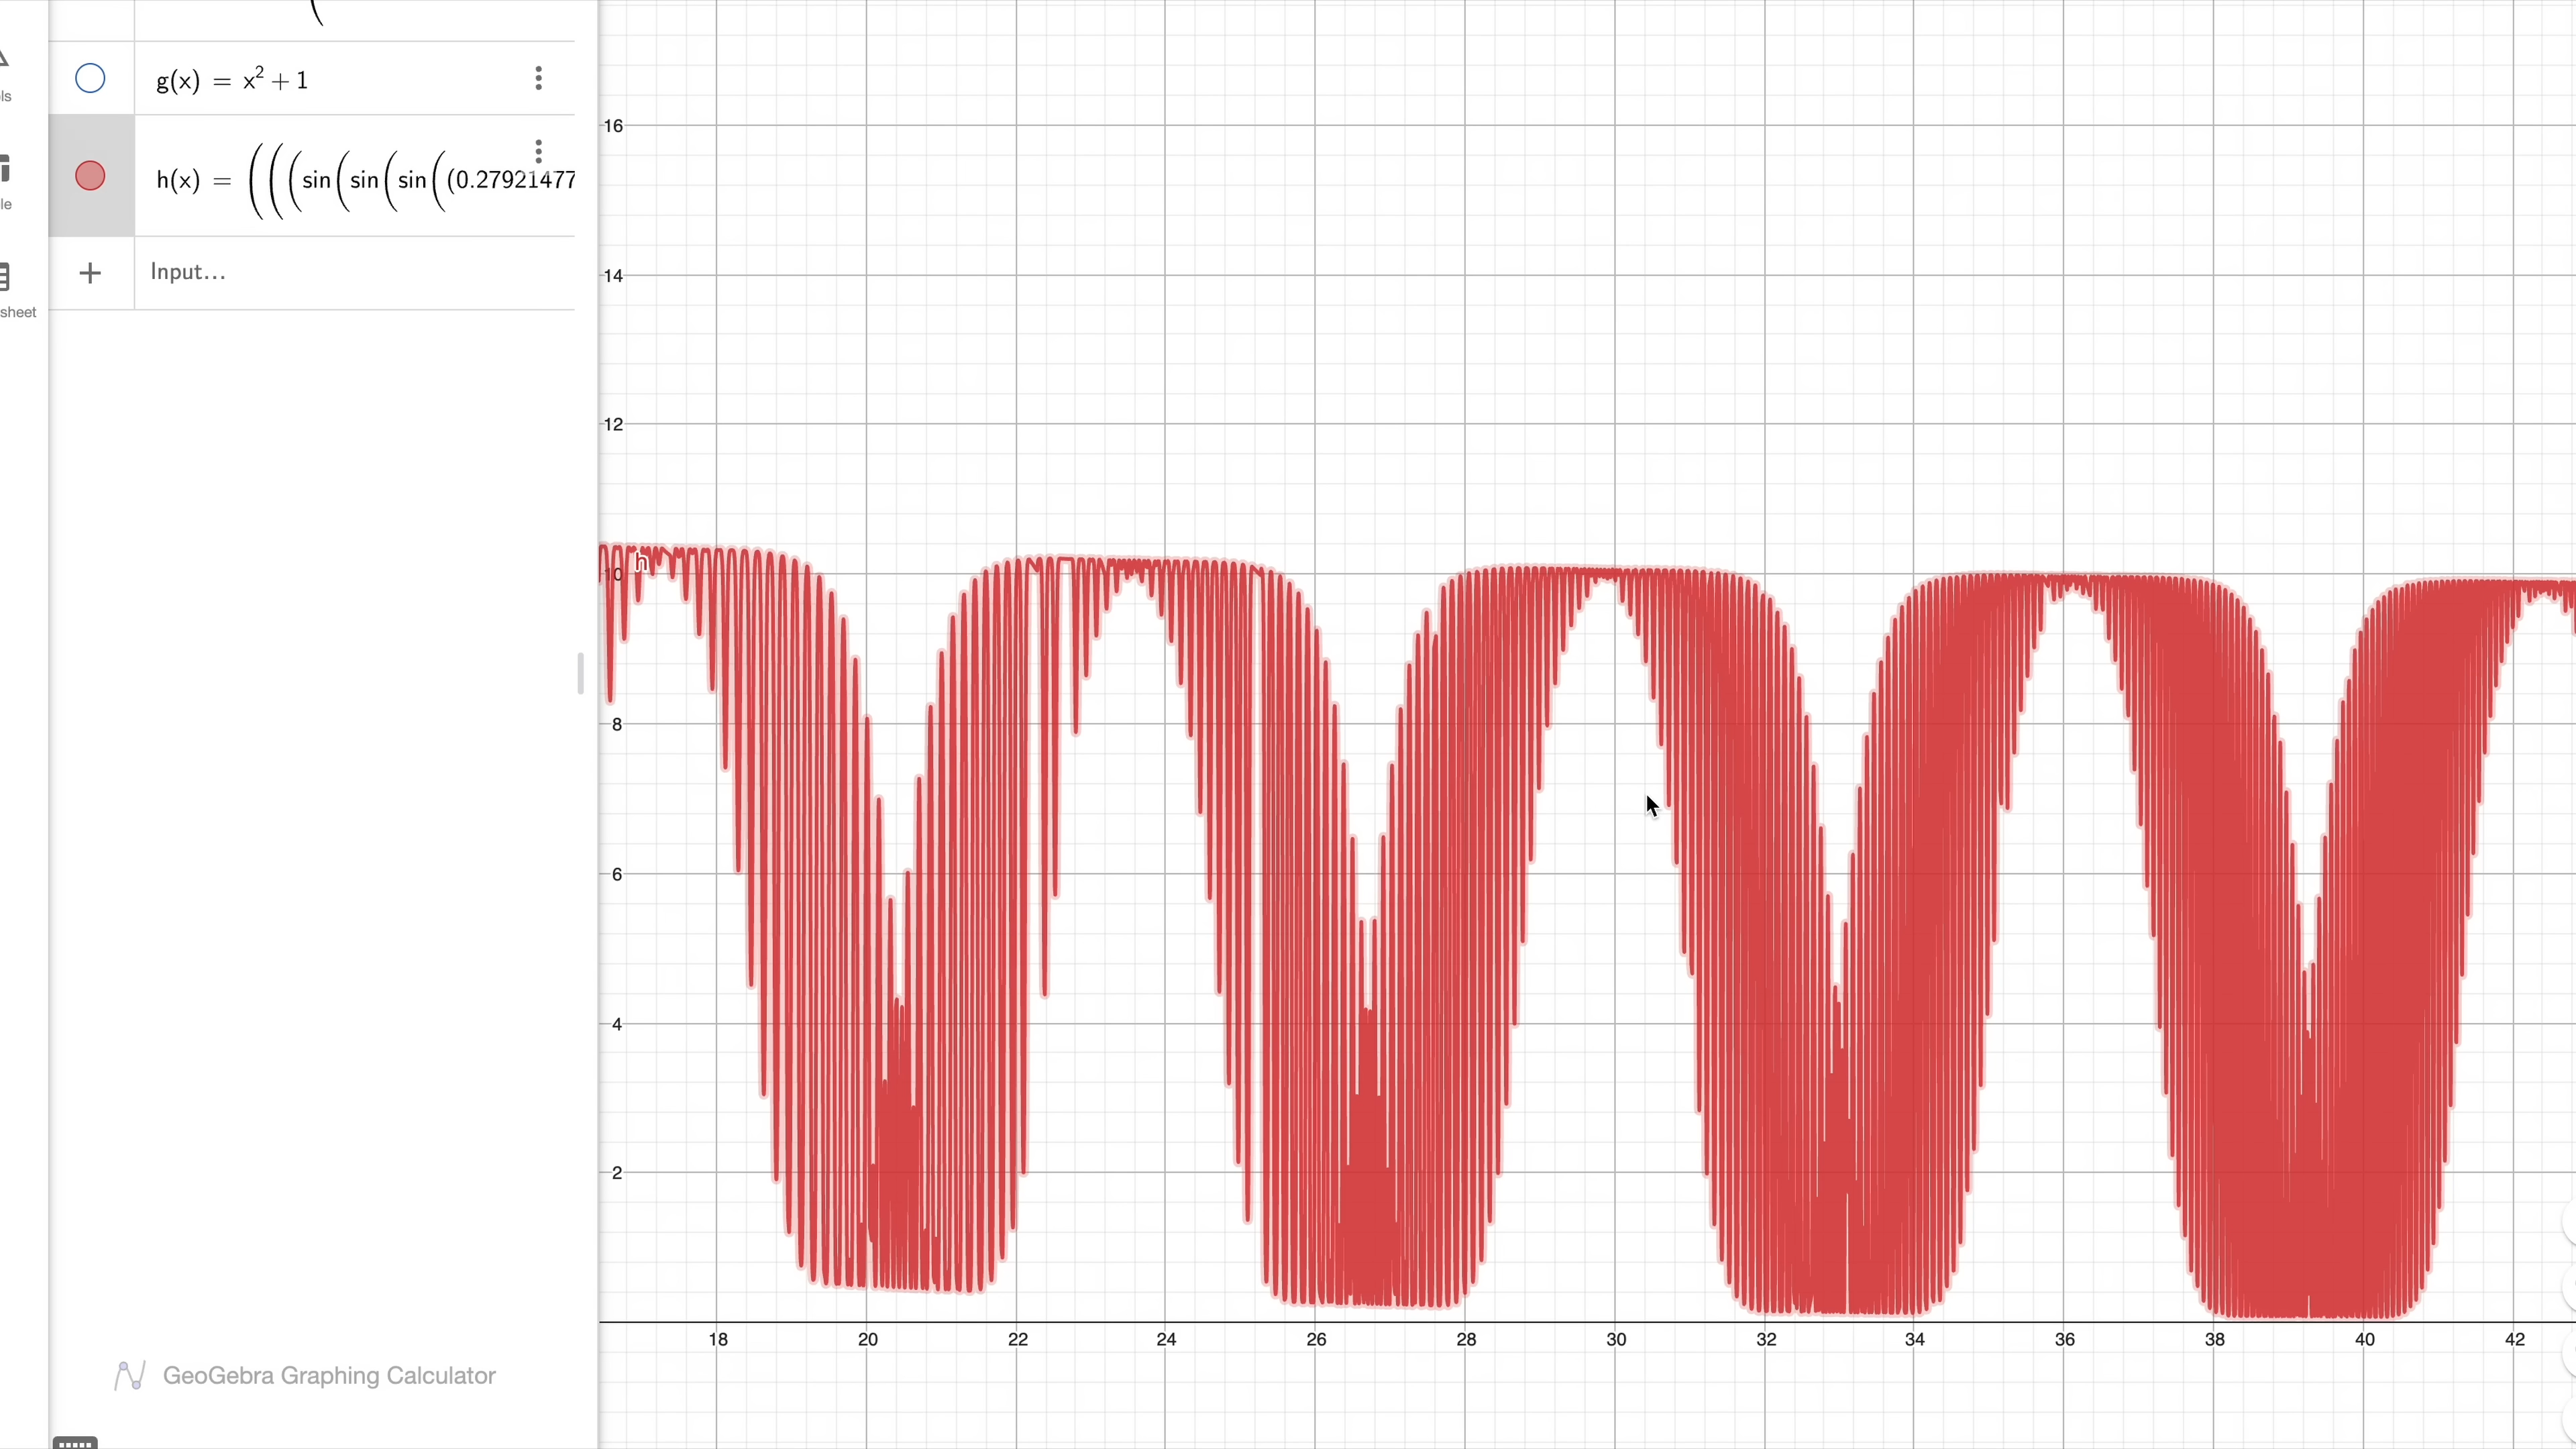 ls
g(x) = x² + 1
h(x) = (((sin(sin(sin((0.27921477
le
+ Input...
sheet
16
14
12
h
10
8
6
4
2
18 20 22 24 26 28 30 32 34 36 38 40 42
GeoGebra Graphing Calculator